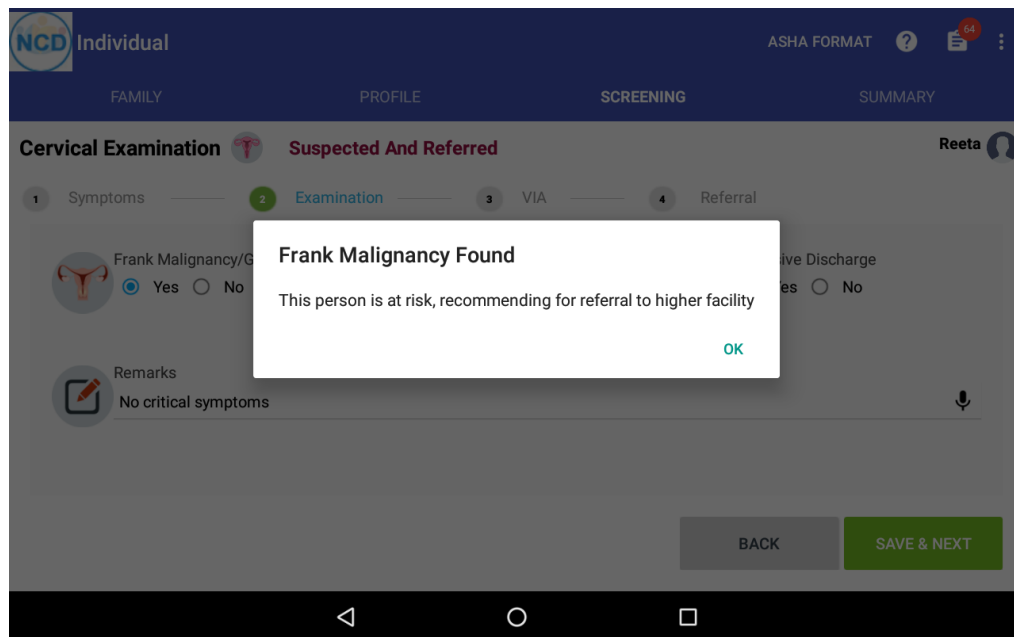 NCD Individual
ASHA FORMAT ? 64
FAMILY PROFILE SCREENING SUMMARY
Cervical Examination Suspected And Referred Reeta
1 Symptoms 2 Examination 3 VIA 4 Referral
Frank Malignancy/G
Yes No
Discharge
No
Frank Malignancy Found
This person is at risk, recommending for referral to higher facility
OK
Remarks
No critical symptoms
BACK SAVE & NEXT